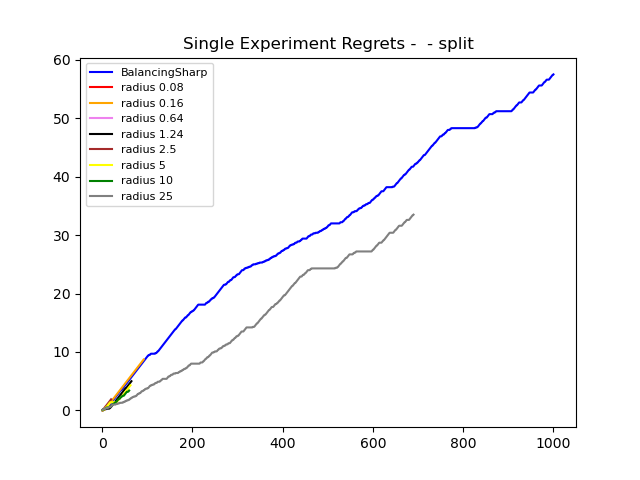 Single Experiment Regrets -  - split
60
50
40
30
20
10
0
BalancingSharp
radius 0.08
radius 0.16
radius 0.64
radius 1.24
radius 2.5
radius 5
radius 10
radius 25
0 200 400 600 800 1000